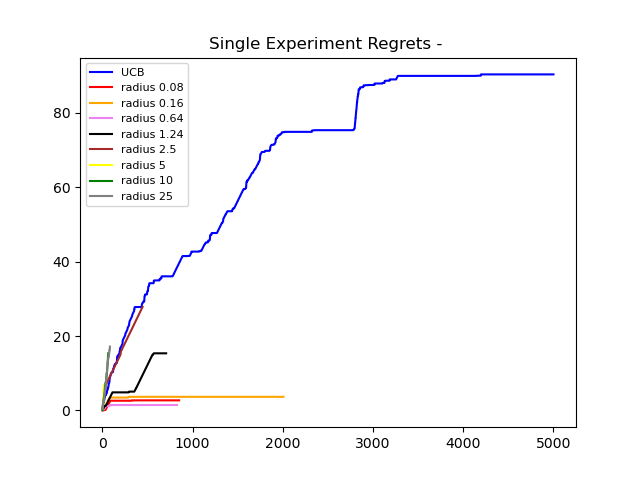 Single Experiment Regrets -
UCB
radius 0.08
radius 0.16
radius 0.64
radius 1.24
radius 2.5
radius 5
radius 10
radius 25
80
60
40
20
0
0 1000 2000 3000 4000 5000